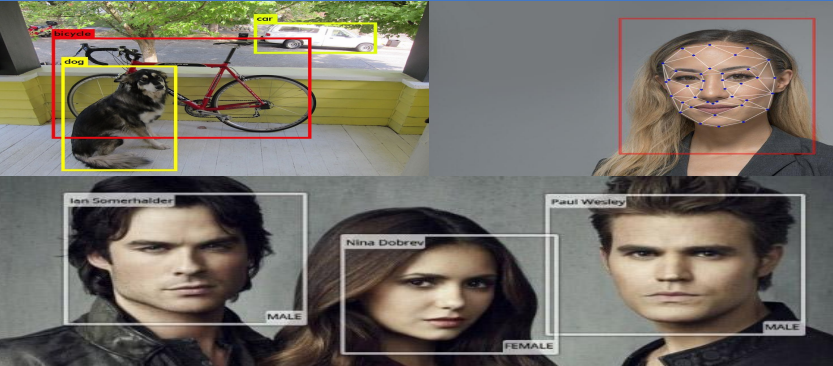 car
bicycle
dog
Ian Somerhalder
Paul Wesley
Nina Dobrev
MALE
MALE
FEMALE